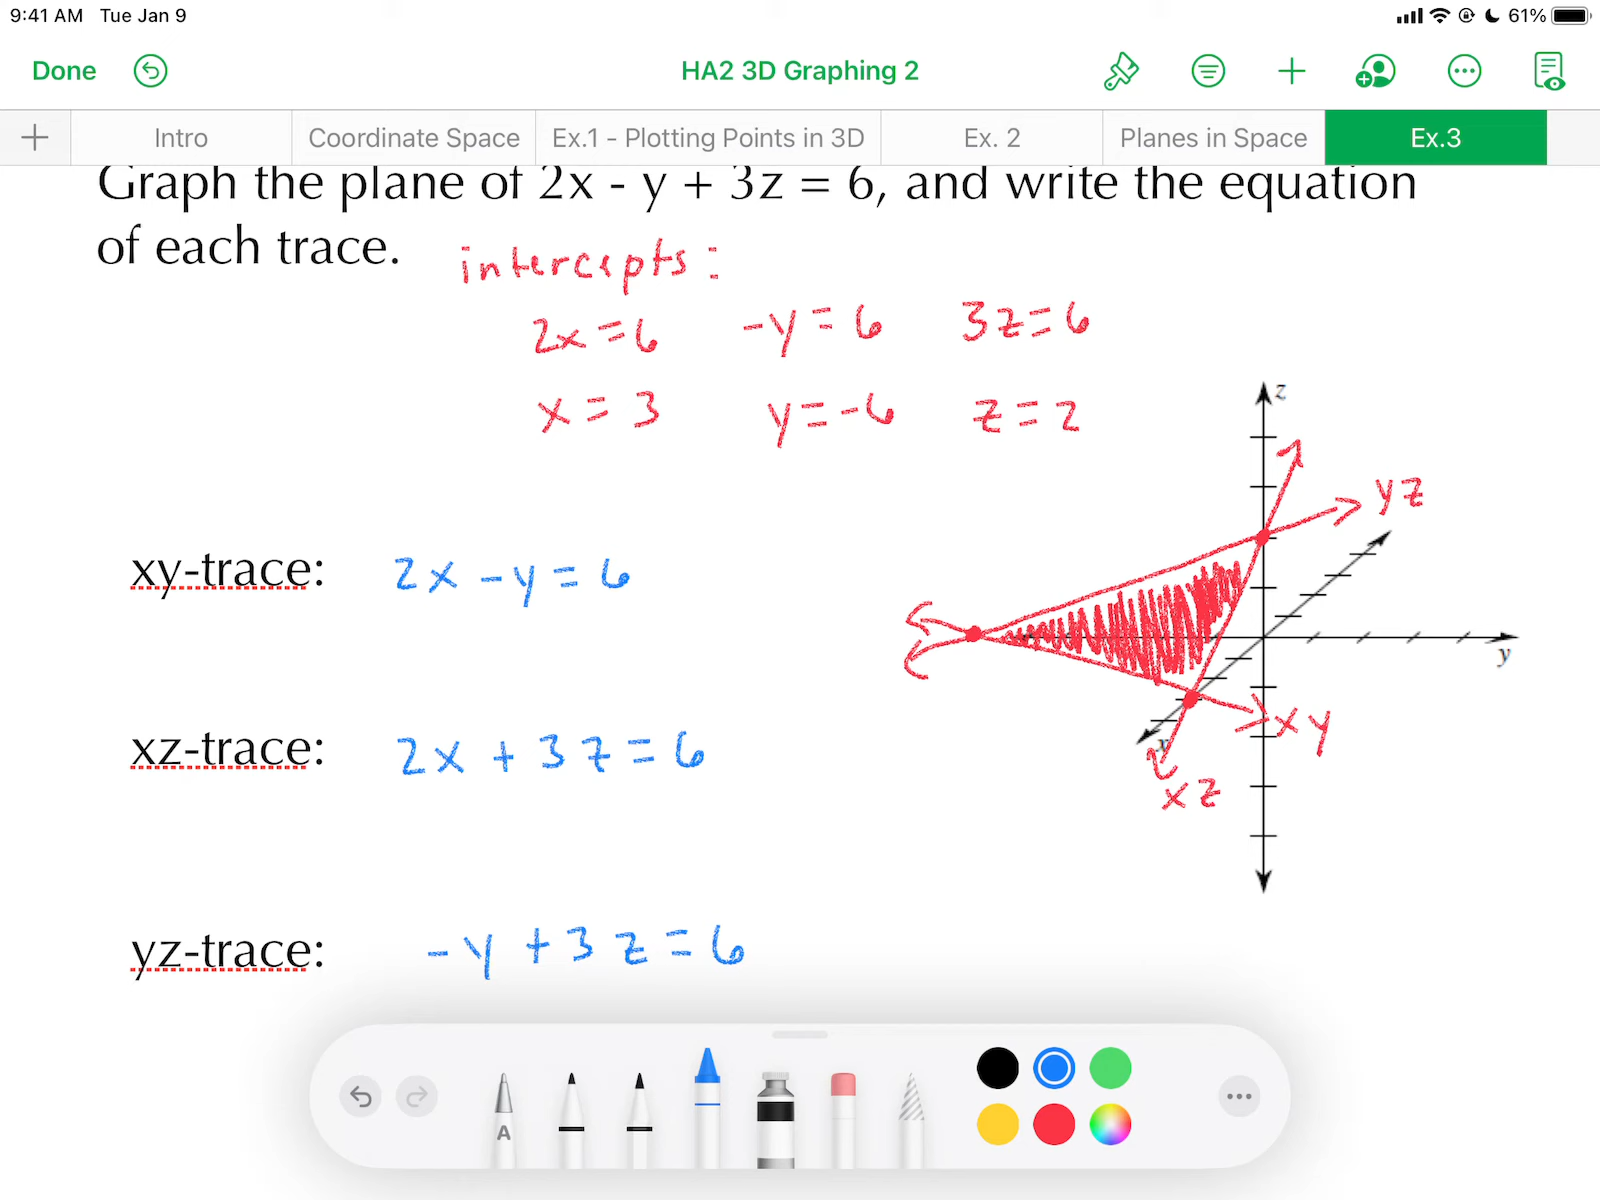 9:41 AM Tue Jan 9 61%
Done HA2 3D Graphing 2
Intro Coordinate Space Ex.1 - Plotting Points in 3D Ex. 2 Planes in Space Ex.3
Graph the plane of 2x - y + 3z = 6, and write the equation
of each trace.
intercepts:
2x=6 -y=6 3z=6
x=3 y=-6 z=2
z
yz
y
xy-trace: 2x-y=6
xy
x
xz-trace: 2x+3z=6
xz
yz-trace: -y+3z=6
A